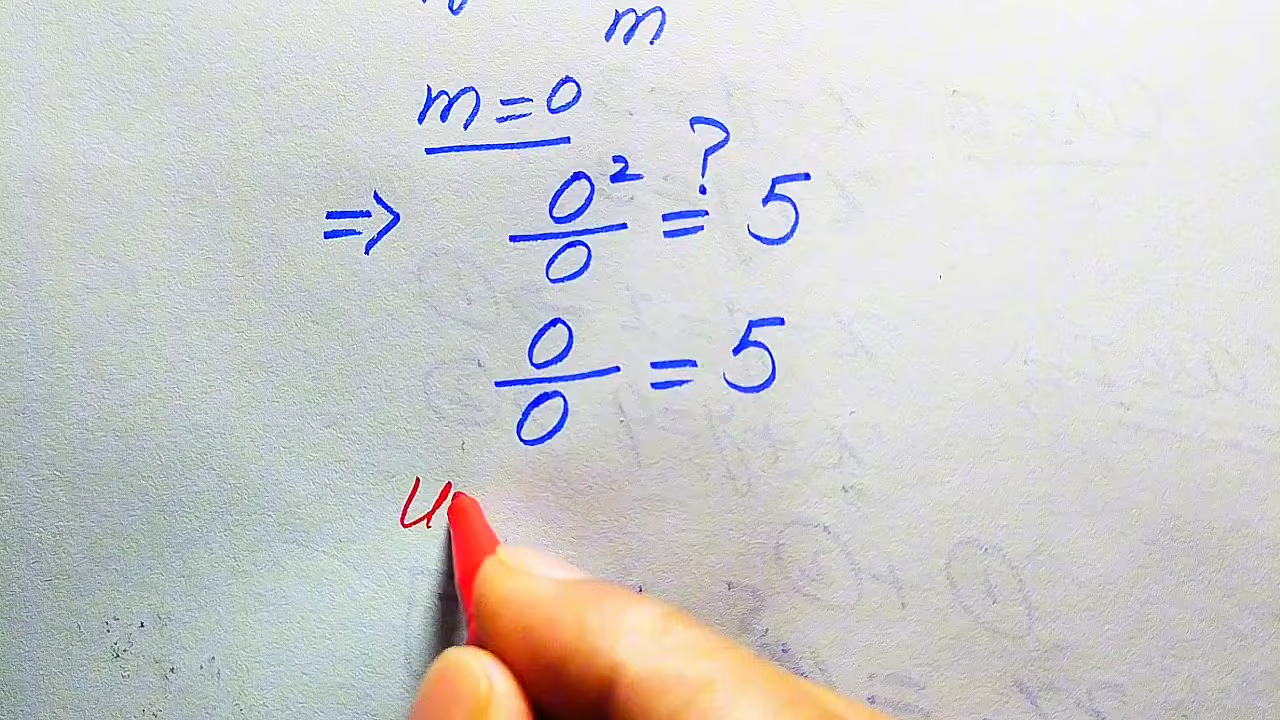 m
m = 0
⇒ 0²/0 =? 5
0/0 = 5
u